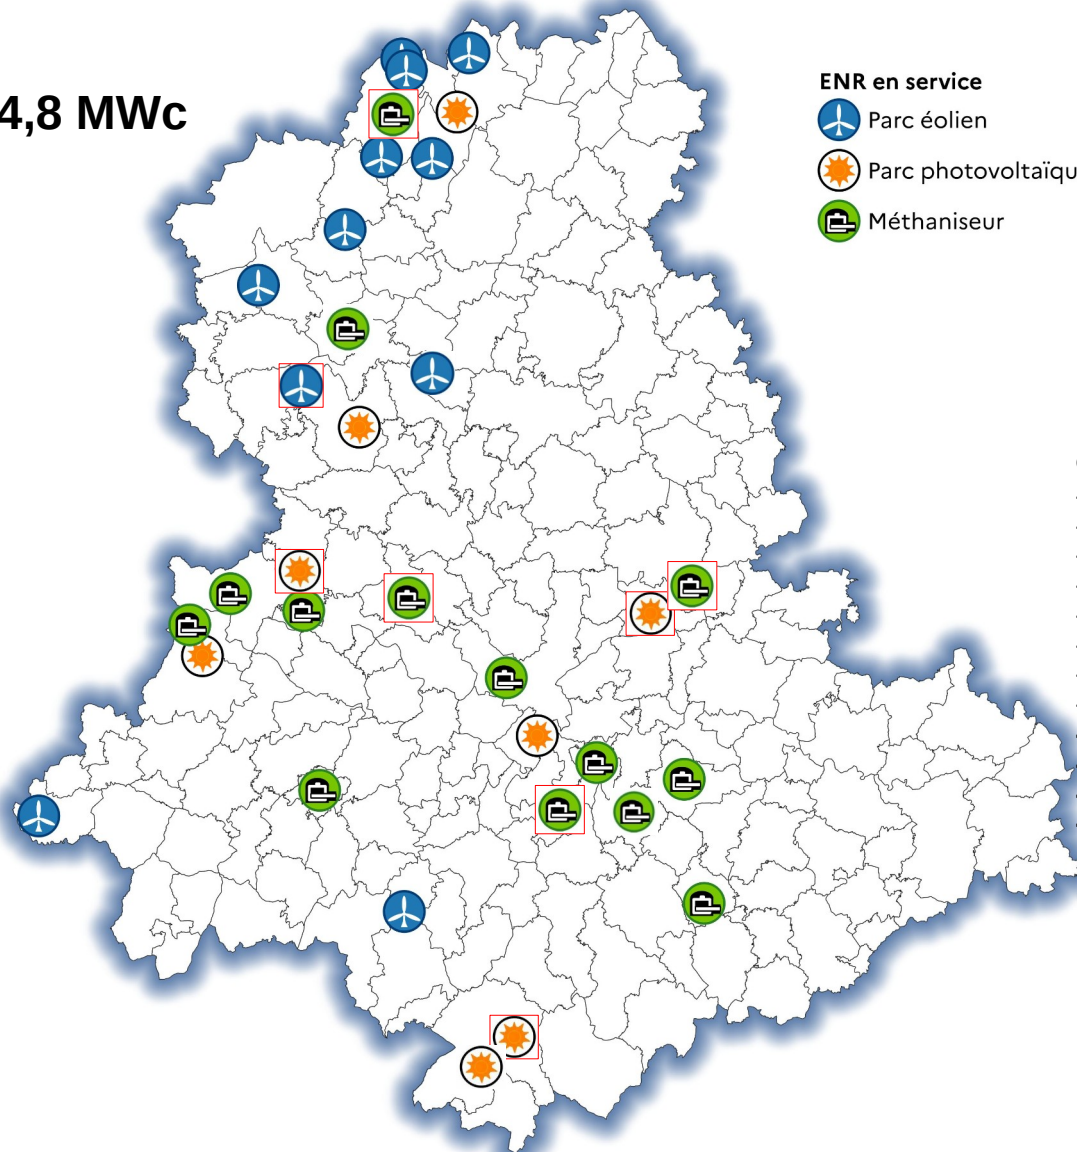 4,8 MWc
ENR en service
Parc éolien
Parc photovoltaïqu
Méthaniseur